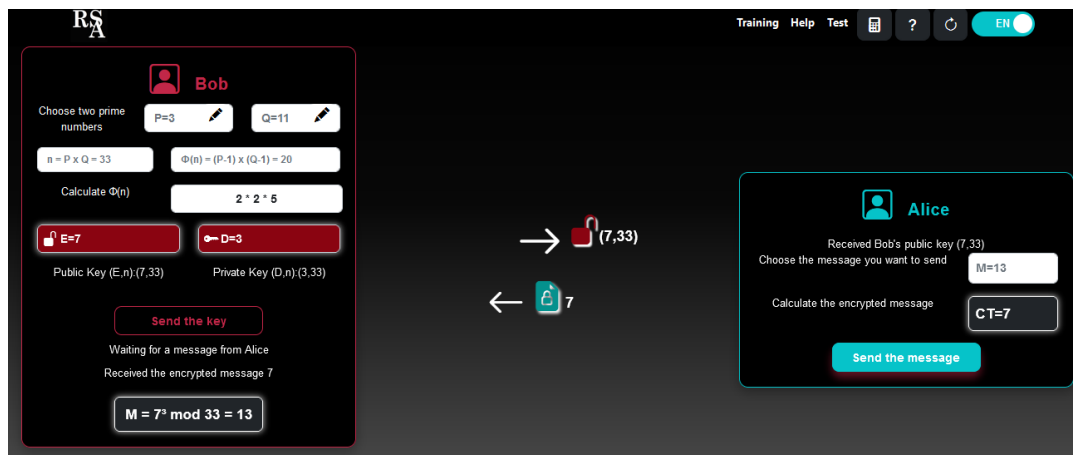 RSA
Training Help Test ? EN
Bob
Choose two prime
numbers
P=3
Q=11
n = P x Q = 33
Φ(n) = (P-1) x (Q-1) = 20
Calculate Φ(n)
2 * 2 * 5
E=7
D=3
Public Key (E,n):(7,33)
Private Key (D,n):(3,33)
Send the key
Waiting for a message from Alice
Received the encrypted message 7
M = 7³ mod 33 = 13
(7,33)
7
Alice
Received Bob's public key (7,33)
Choose the message you want to send
M=13
Calculate the encrypted message
CT=7
Send the message